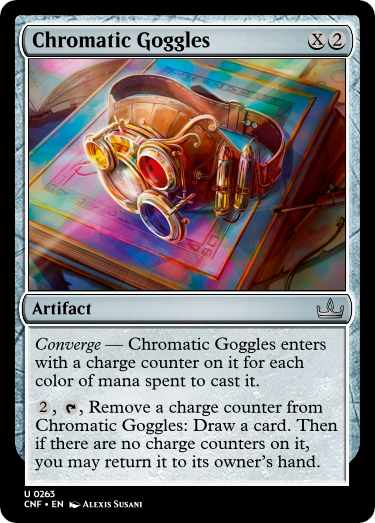 Chromatic Goggles X 2
Artifact
Converge — Chromatic Goggles enters
with a charge counter on it for each
color of mana spent to cast it.
2, , Remove a charge counter from
Chromatic Goggles: Draw a card. Then
if there are no charge counters on it,
you may return it to its owner's hand.
U 0263
CNF • EN Alexis Susani